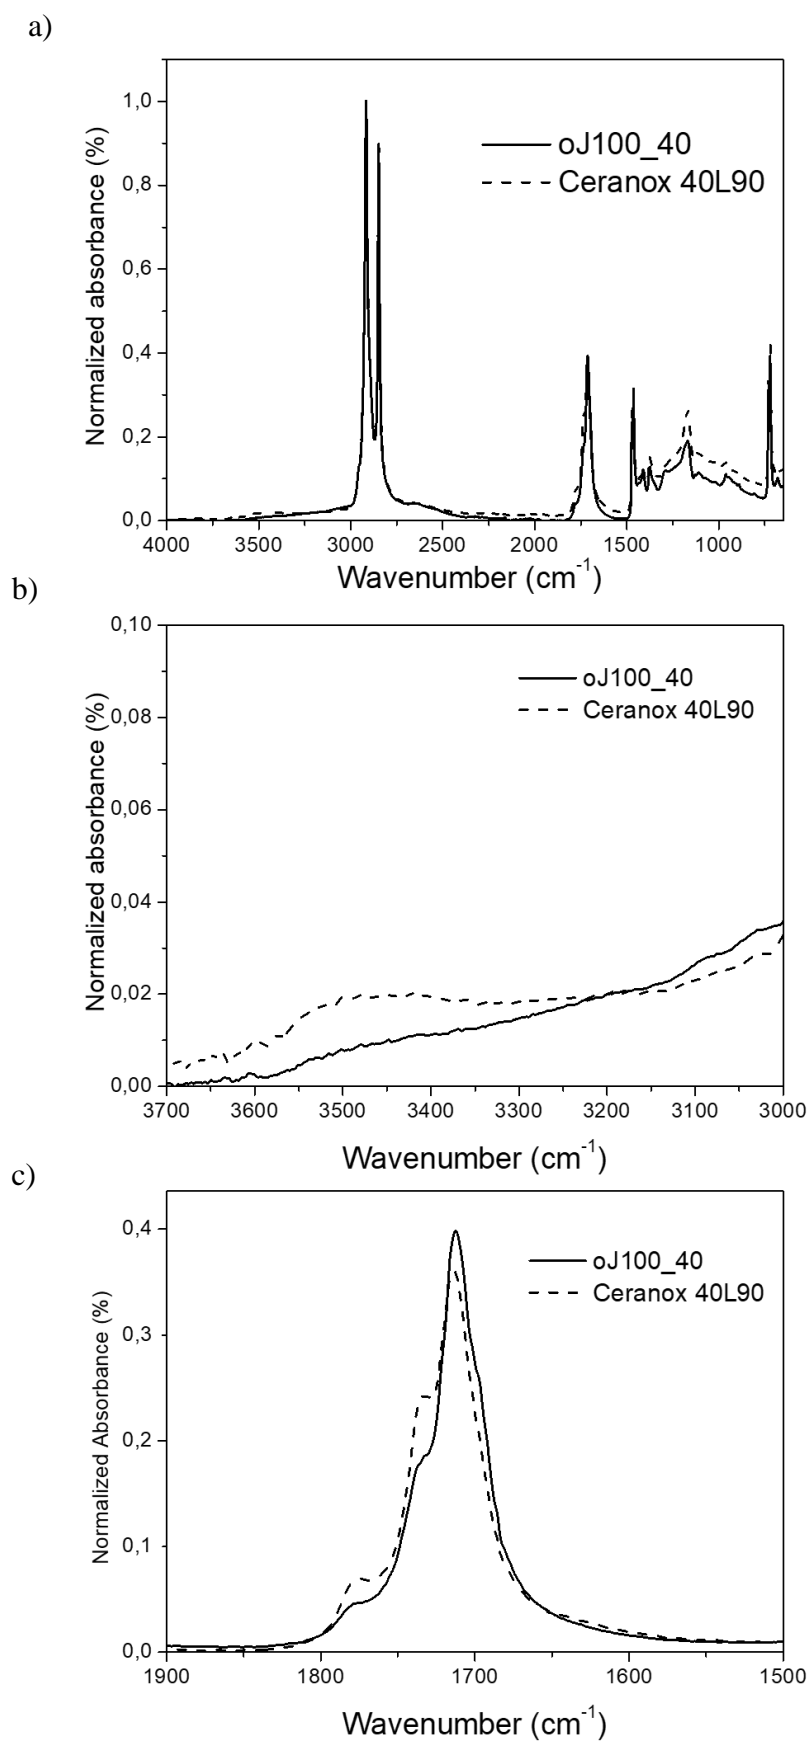 a)
1,0
0,8
0,6
0,4
0,2
0,0
Normalized absorbance (%)
oJ100_40
Ceranox 40L90
4000 3500 3000 2500 2000 1500 1000
Wavenumber (cm-1)
b)
0,10
0,08
0,06
0,04
0,02
0,00
Normalized absorbance (%)
oJ100_40
Ceranox 40L90
3700 3600 3500 3400 3300 3200 3100 3000
Wavenumber (cm-1)
c)
0,4
0,3
0,2
0,1
0,0
Normalized Absorbance (%)
oJ100_40
Ceranox 40L90
1900 1800 1700 1600 1500
Wavenumber (cm-1)